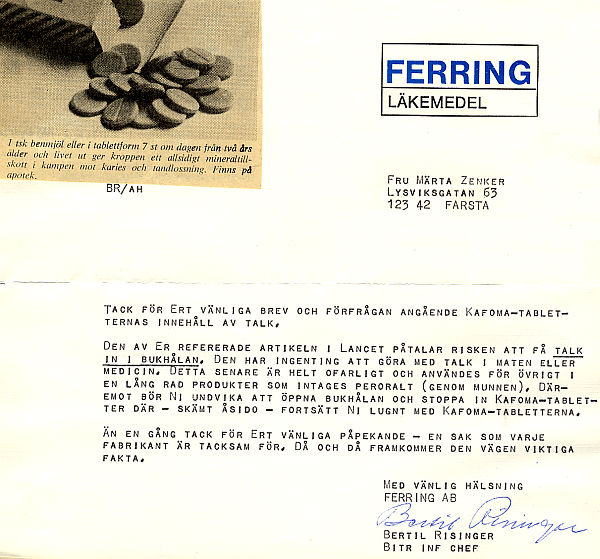 1 tsk benmjöl eller i tablettform 7 st om dagen från två års
ålder och livet ut ger kroppen ett allsidigt mineraltill-
skott i kampen mot karies och tandlossning. Finns på
apotek.
FERRING
LÄKEMEDEL
BR/AH
FRU MÄRTA ZENKER
LYSVIKSGATAN 63
123 42 FARSTA
TACK FÖR ERT VÄNLIGA BREV OCH FÖRFRÅGAN ANGÅENDE KAFOMA-TABLET-
TERNAS INNEHÅLL AV TALK.
DEN AV ER REFERERADE ARTIKELN I LANCET PÅTALAR RISKEN ATT FÅ TALK
IN I BUKHÅLAN. DEN HAR INGENTING ATT GÖRA MED TALK I MATEN ELLER
MEDICIN. DETTA SENARE ÄR HELT OFARLIGT OCH ANVÄNDES FÖR ÖVRIGT I
EN LÅNG RAD PRODUKTER SOM INTAGES PERORALT (GENOM MUNNEN). DÄR-
EMOT BÖR NI UNDVIKA ATT ÖPPNA BUKHÅLAN OCH STOPPA IN KAFOMA-TABLET-
TER DÄR - SKÄMT ÅSIDO - FORTSÄTT NI LUGNT MED KAFOMA-TABLETTERNA.
ÄN EN GÅNG TACK FÖR ERT VÄNLIGA PÅPEKANDE - EN SAK SOM VARJE
FABRIKANT ÄR TACKSAM FÖR. DÅ OCH DÅ FRAMKOMMER DEN VÄGEN VIKTIGA
FAKTA.
MED VÄNLIG HÄLSNING
FERRING AB
Bertil Risinger
BERTIL RISINGER
BITR INF CHEF